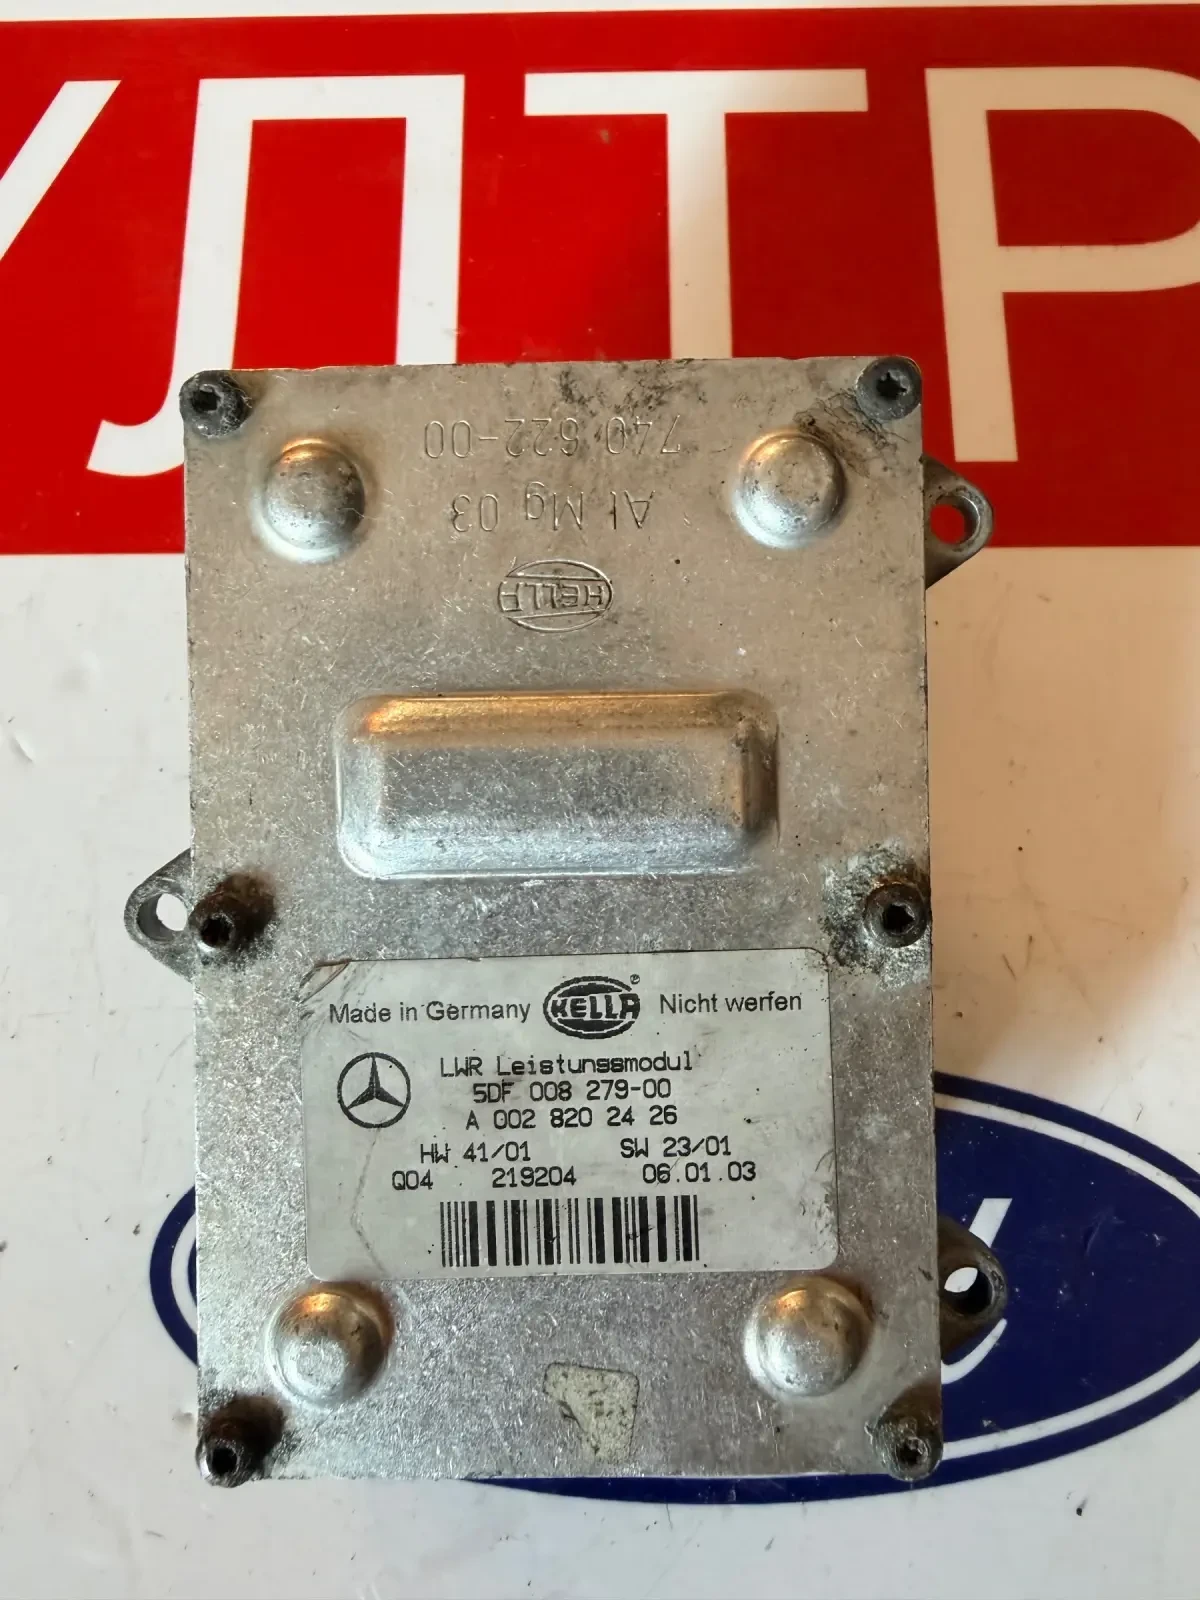 УЛТР
740 622-00
Al Mg 03
HELLA
Made in Germany HELLA ® Nicht werfen
LWR Leistungsmodul
5DF 008 279-00
A 002 820 24 26
HW 41/01 SW 23/01
Q04 219204 06.01.03